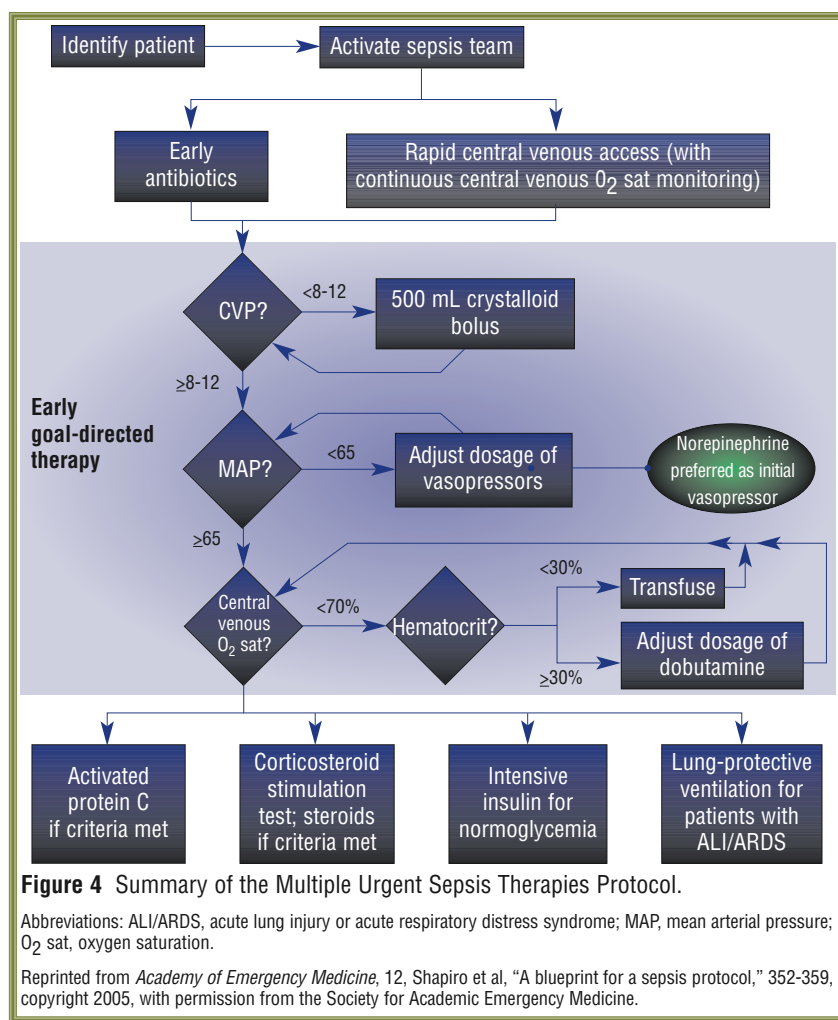 Identify patient
Activate sepsis team
Early
antibiotics
Rapid central venous access (with
continuous central venous O2 sat monitoring)
CVP?
<8-12
500 mL crystalloid
bolus
≥8-12
Early
goal-directed
therapy
MAP?
<65
Adjust dosage of
vasopressors
Norepinephrine
preferred as initial
vasopressor
≥65
Central
venous
O2 sat?
<70%
Hematocrit?
<30%
Transfuse
≥30%
Adjust dosage of
dobutamine
Activated
protein C
if criteria met
Corticosteroid
stimulation
test; steroids
if criteria met
Intensive
insulin for
normoglycemia
Lung-protective
ventilation for
patients with
ALI/ARDS
Figure 4 Summary of the Multiple Urgent Sepsis Therapies Protocol.
Abbreviations: ALI/ARDS, acute lung injury or acute respiratory distress syndrome; MAP, mean arterial pressure;
O2 sat, oxygen saturation.
Reprinted from Academy of Emergency Medicine, 12, Shapiro et al, “A blueprint for a sepsis protocol,” 352-359,
copyright 2005, with permission from the Society for Academic Emergency Medicine.